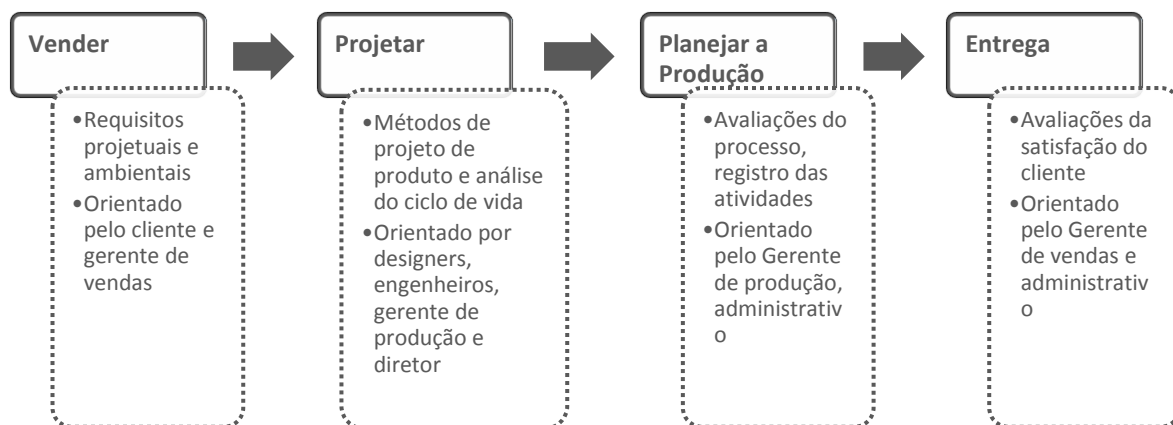 Vender
•Requisitos
projetuais e
ambientais
•Orientado
pelo cliente e
gerente de
vendas
Projetar
•Métodos de
projeto de
produto e análise
do ciclo de vida
•Orientado por
designers,
engenheiros,
gerente de
produção e
diretor
Planejar a
Produção
•Avaliações do
processo,
registro das
atividades
•Orientado
pelo Gerente
de produção,
administrativ
o
Entrega
•Avaliações da
satisfação do
cliente
•Orientado
pelo Gerente
de vendas e
administrativ
o